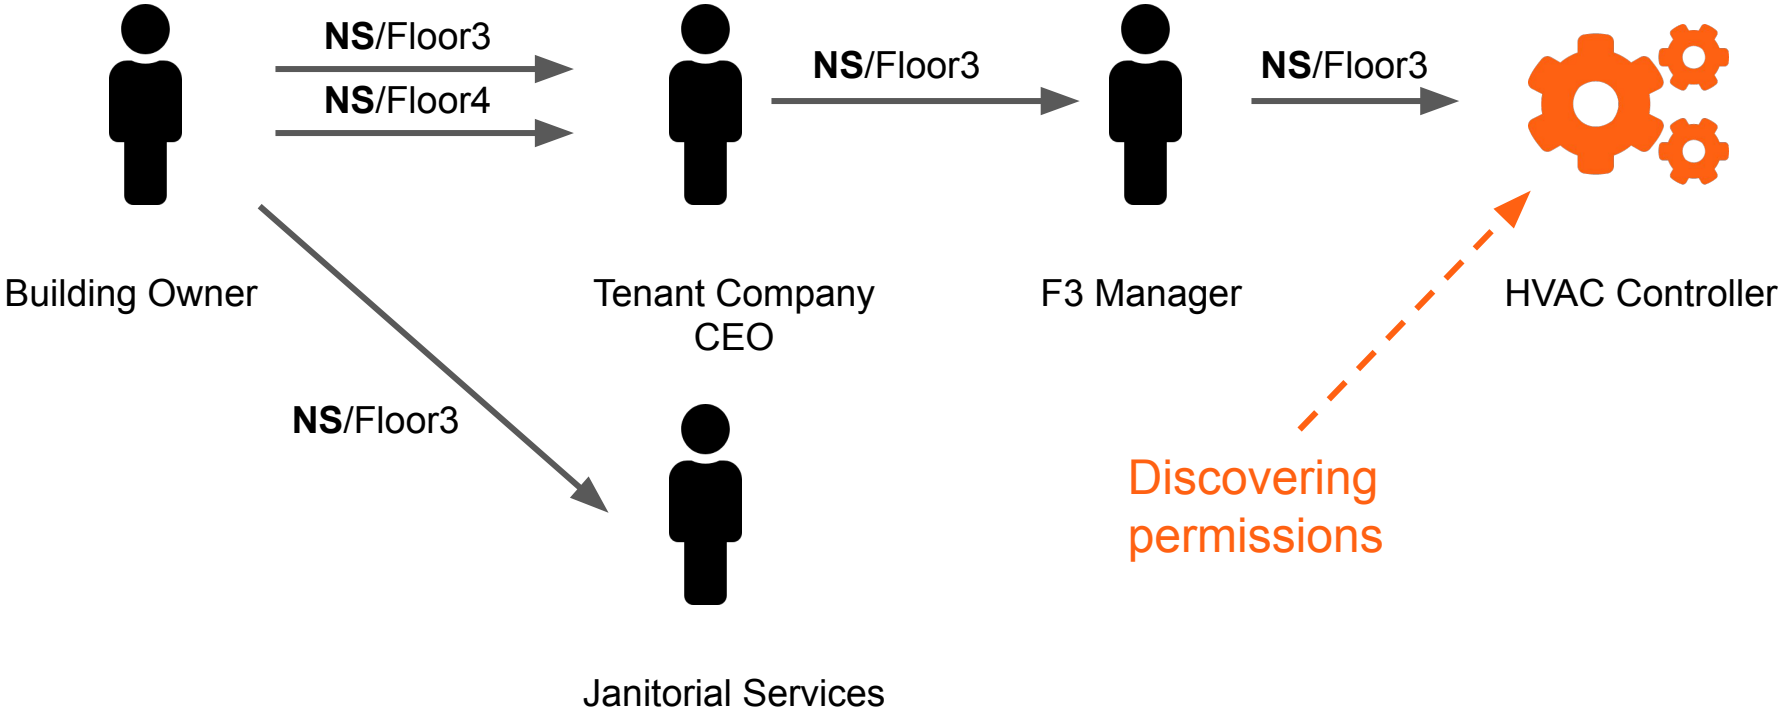 NS/Floor3
NS/Floor4
NS/Floor3
NS/Floor3
Building Owner
Tenant Company
CEO
F3 Manager
HVAC Controller
NS/Floor3
Discovering
permissions
Janitorial Services